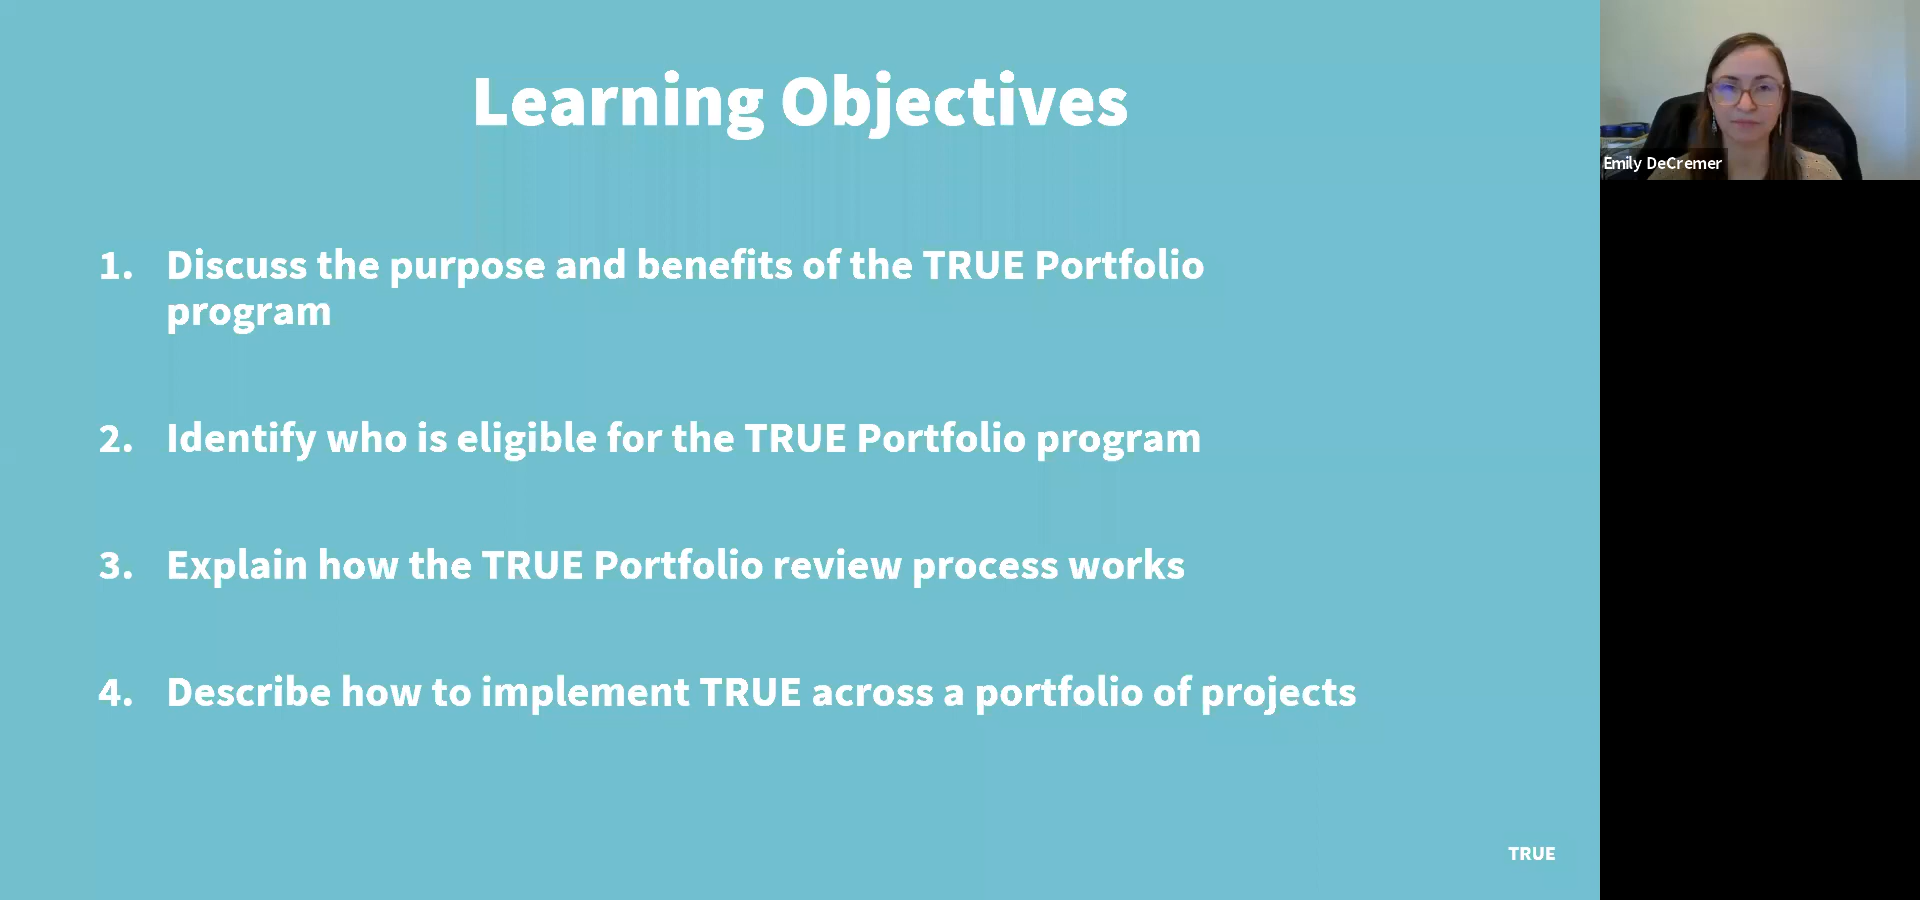 Learning Objectives
1. Discuss the purpose and benefits of the TRUE Portfolio
program
2. Identify who is eligible for the TRUE Portfolio program
3. Explain how the TRUE Portfolio review process works
4. Describe how to implement TRUE across a portfolio of projects
TRUE
Emily DeCremer